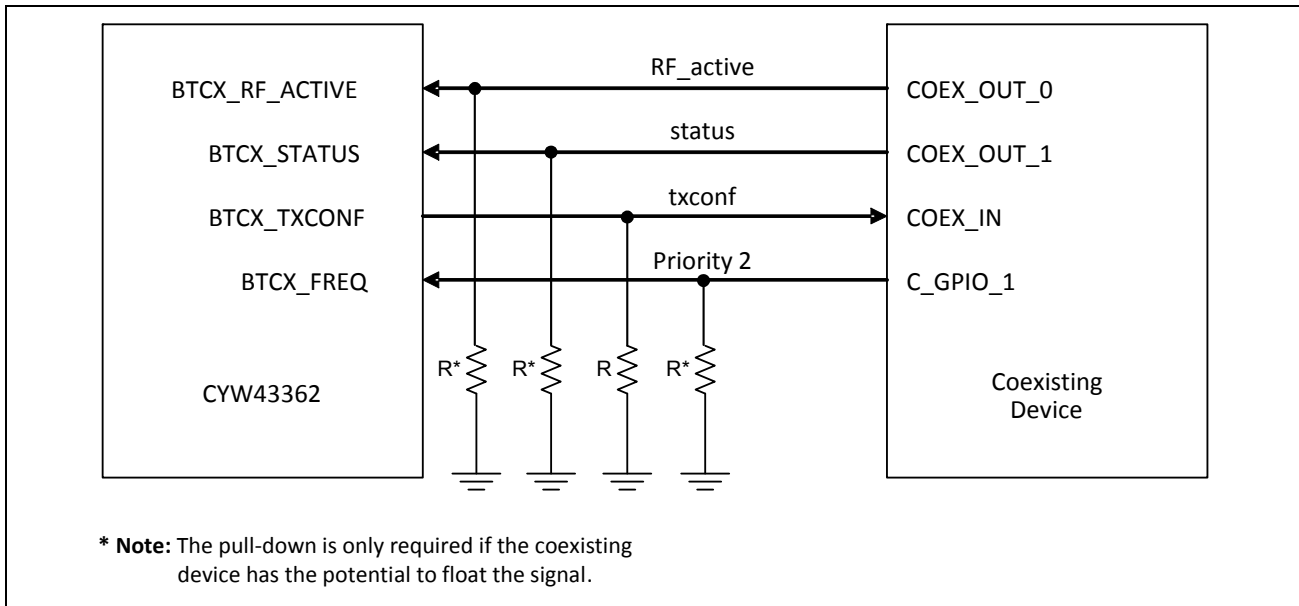 RF_active
BTCX_RF_ACTIVE
COEX_OUT_0
status
BTCX_STATUS
COEX_OUT_1
txconf
BTCX_TXCONF
COEX_IN
Priority 2
BTCX_FREQ
C_GPIO_1
R*
R*
R
R*
CYW43362
Coexisting
Device
* Note: The pull-down is only required if the coexisting
device has the potential to float the signal.